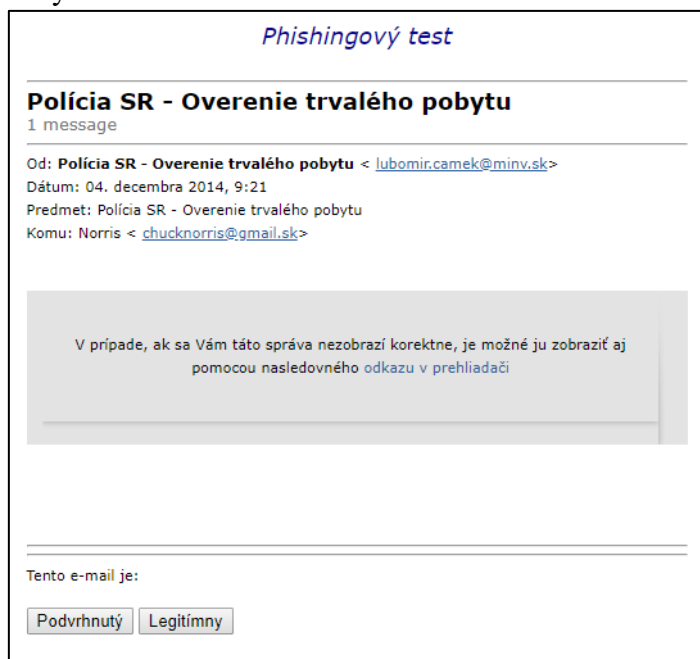 Phishingový test
Polícia SR - Overenie trvalého pobytu
1 message
Od: Polícia SR - Overenie trvalého pobytu < lubomir.camek@minv.sk>
Dátum: 04. decembra 2014, 9:21
Predmet: Polícia SR - Overenie trvalého pobytu
Komu: Norris < chucknorris@gmail.sk>
V prípade, ak sa Vám táto správa nezobrazí korektne, je možné ju zobraziť aj
pomocou nasledovného odkazu v prehliadači
Tento e-mail je:
Podvrhnutý Legitímny